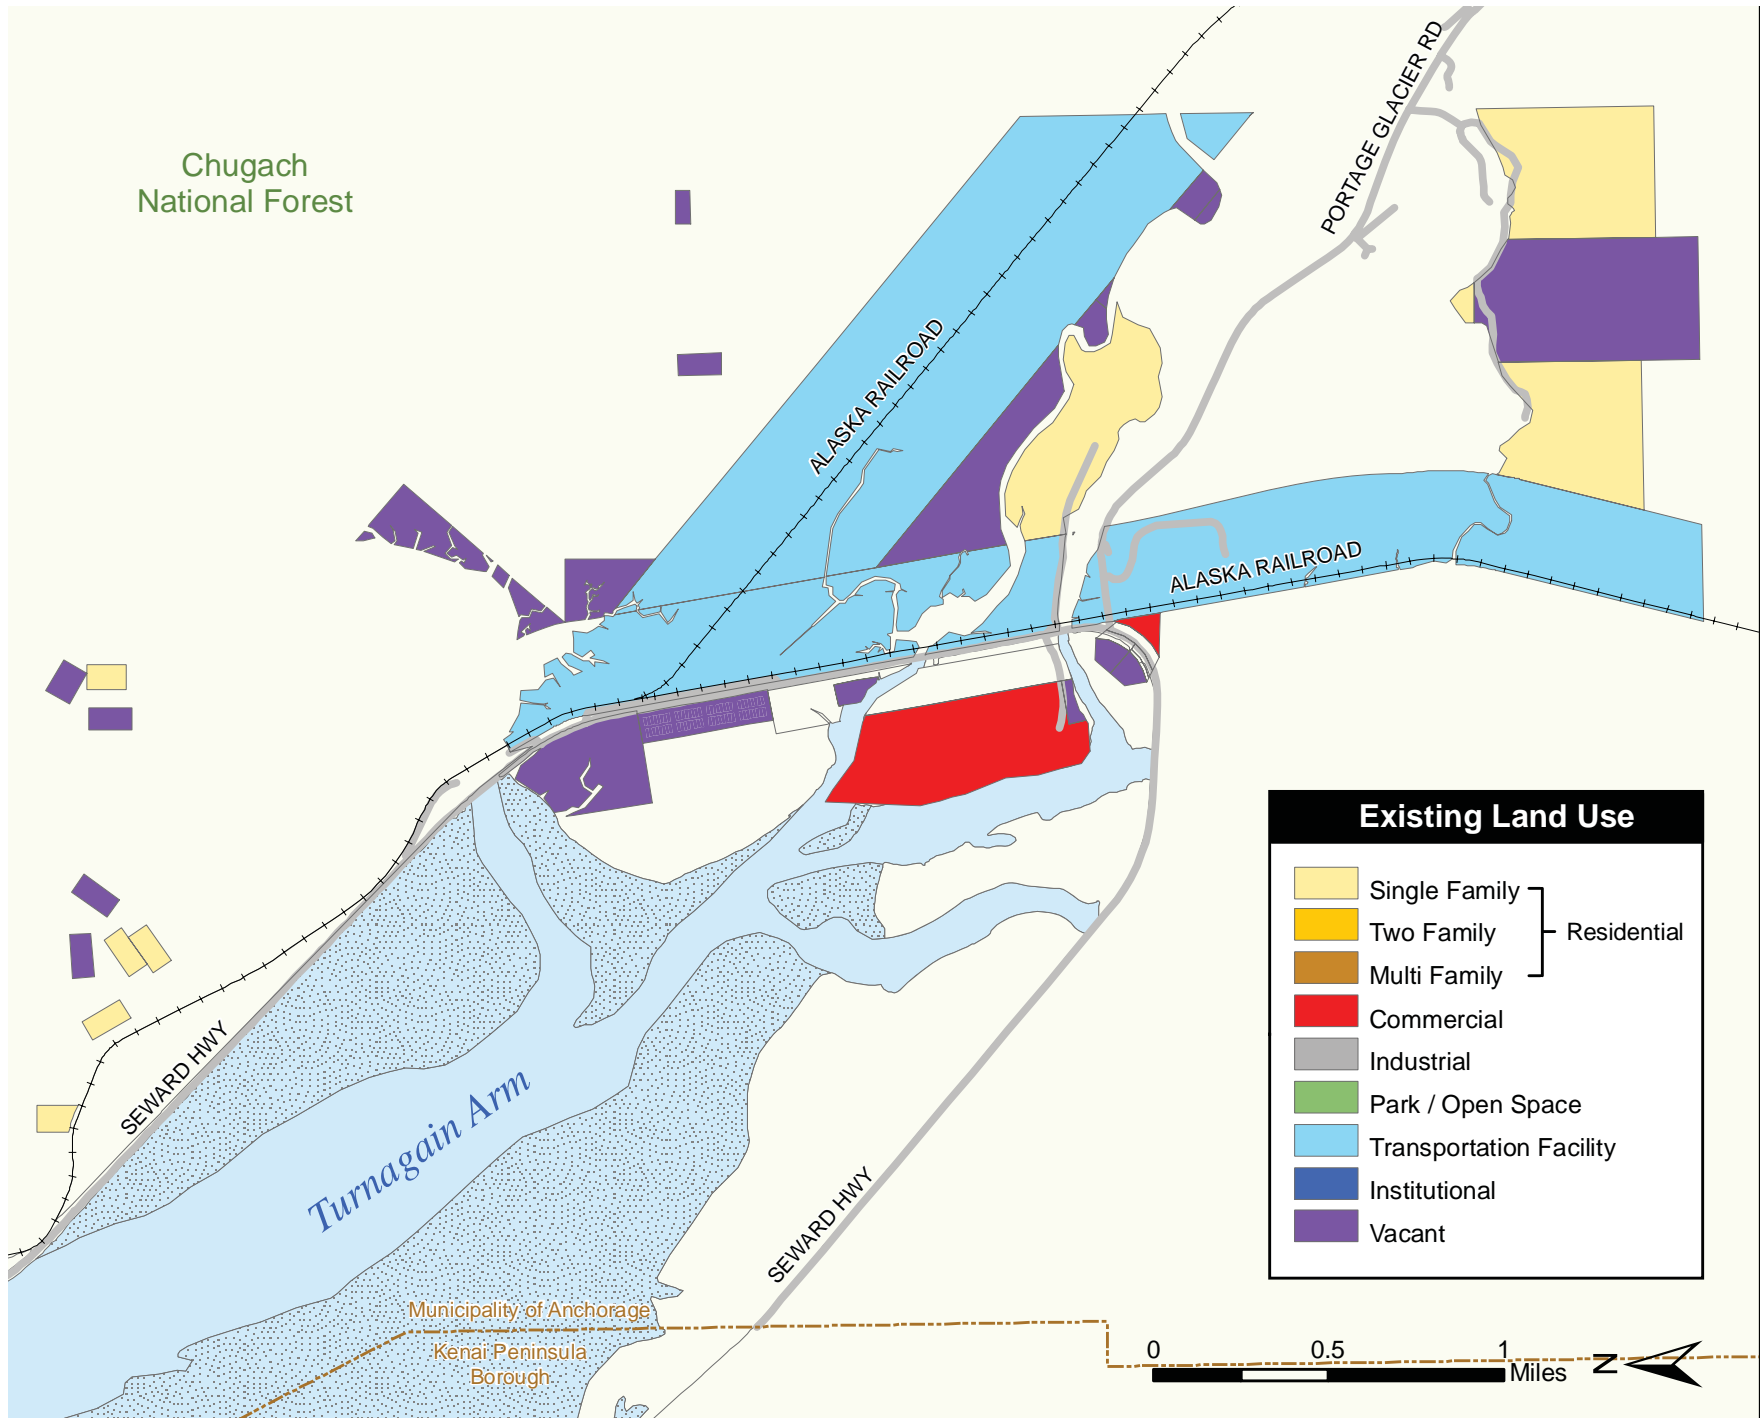 PORTAGE GLACIER RD
Chugach
National Forest
ALASKA RAILROAD
ALASKA RAILROAD
Existing Land Use
Single Family
Two Family
Residential
Multi Family
Commercial
Industrial
Park / Open Space
Transportation Facility
Institutional
Vacant
SEWARD HWY
Turnagain Arm
SEWARD HWY
Municipality of Anchorage
Kenai Peninsula
Borough
0 0.5 1
Miles
N